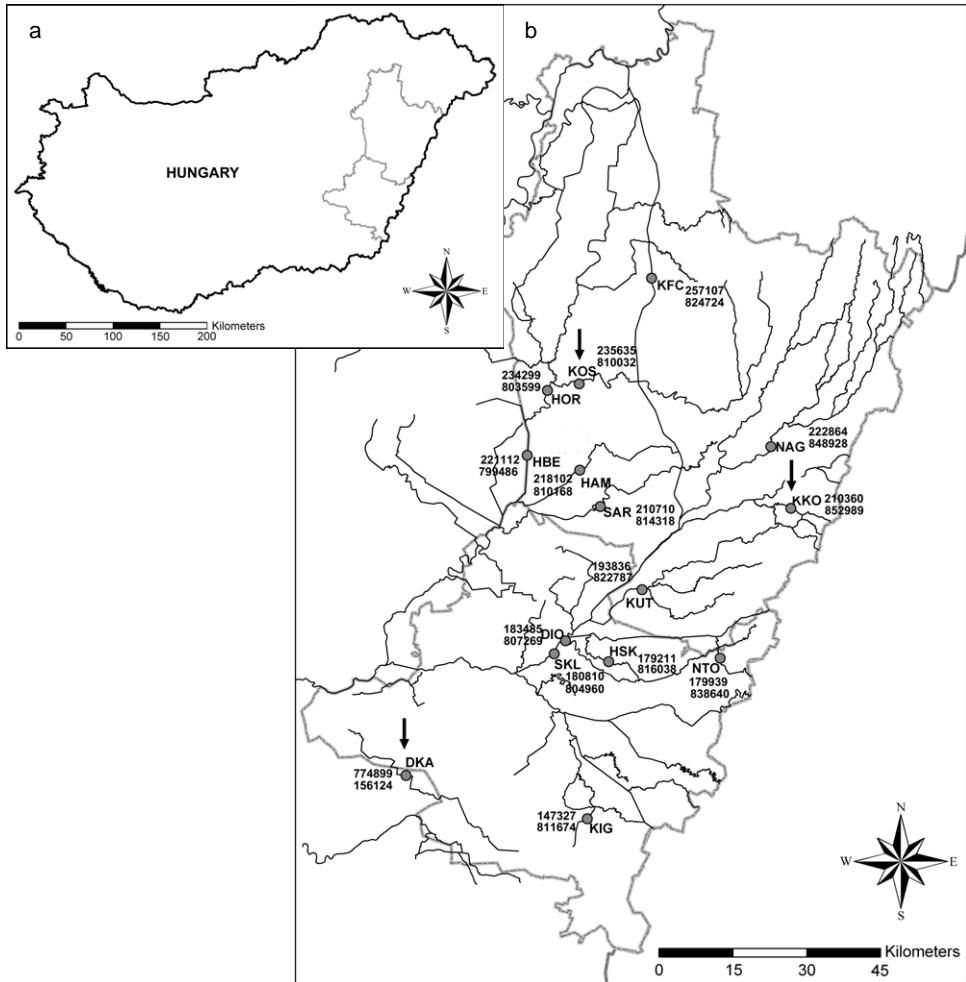 a
HUNGARY
N
W E
S
Kilometers
0 50 100 150 200
b
KFC 257107
824724
235635
810032
KOS
234299
803599
HOR
222864
848928
NAG
HBE
221112
799486
218102
810168
HAM
KKO 210360
852989
SAR 210710
814318
193836
822787
KUT
183485
807269
DIO
HSK 179211
816038
SKL
180810
804960
NTO
179939
838640
DKA
774899
156124
147327
811674
KIG
N
W E
S
Kilometers
0 15 30 45